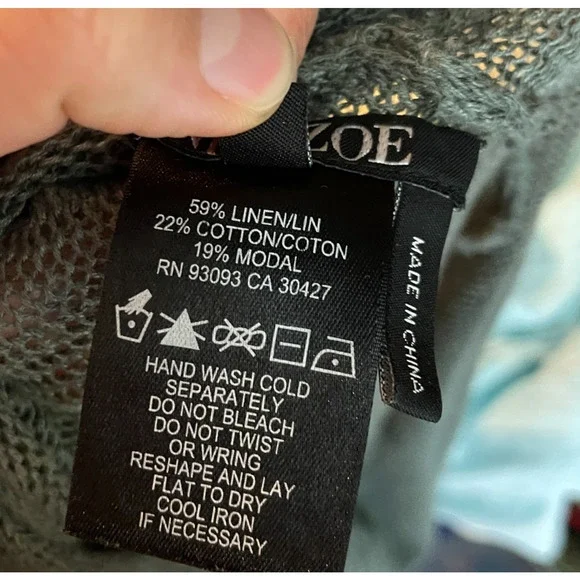 ZOE
59% LINEN/LIN
22% COTTON/COTON
19% MODAL
RN 93093 CA 30427
HAND WASH COLD
SEPARATELY
DO NOT BLEACH
DO NOT TWIST
OR WRING
RESHAPE AND LAY
FLAT TO DRY
COOL IRON
IF NECESSARY
MADE IN CHINA